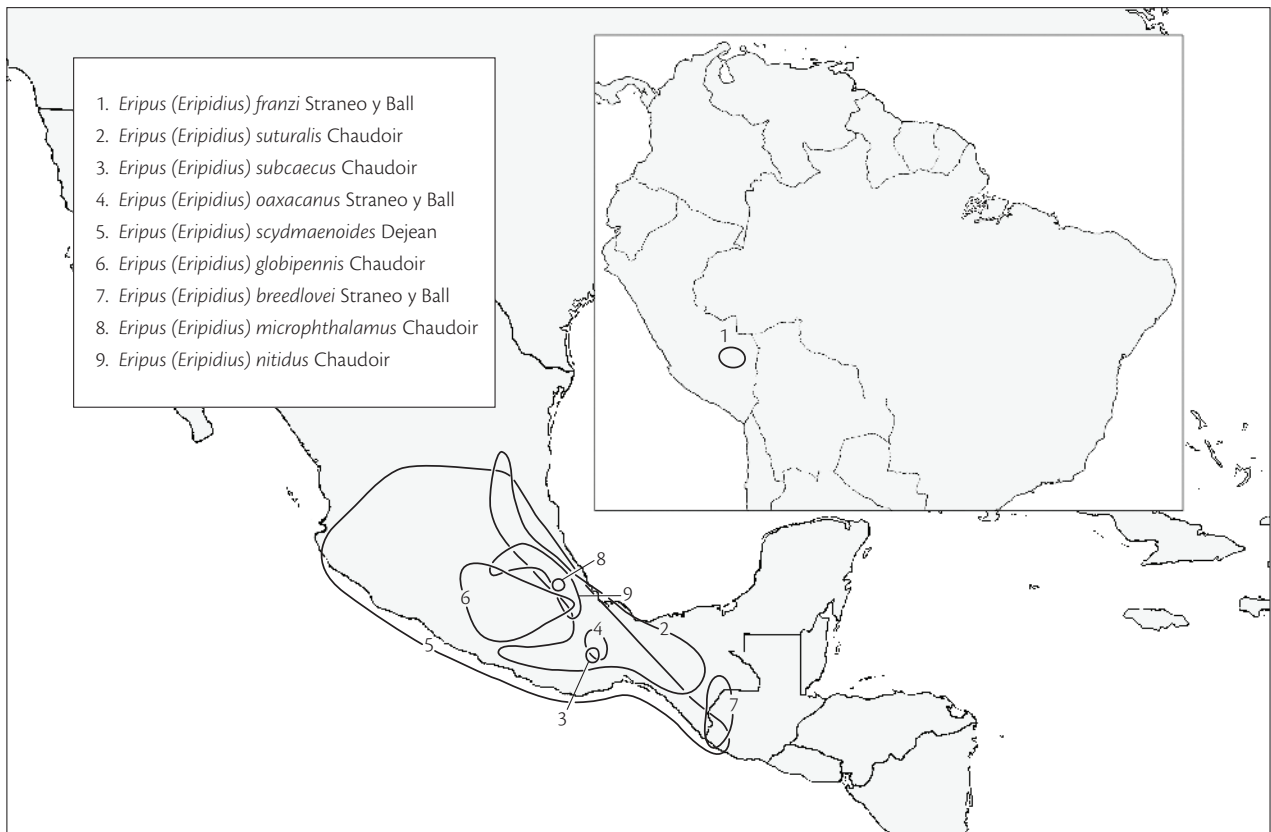 1. Eripus (Eripidius) franzi Straneo y Ball
2. Eripus (Eripidius) suturalis Chaudoir
3. Eripus (Eripidius) subcaecus Chaudoir
4. Eripus (Eripidius) oaxacanus Straneo y Ball
5. Eripus (Eripidius) scydmaenoides Dejean
6. Eripus (Eripidius) globipennis Chaudoir
7. Eripus (Eripidius) breedlovei Straneo y Ball
8. Eripus (Eripidius) microphthalamus Chaudoir
9. Eripus (Eripidius) nitidus Chaudoir
1
8
9
6
4
2
5
7
3